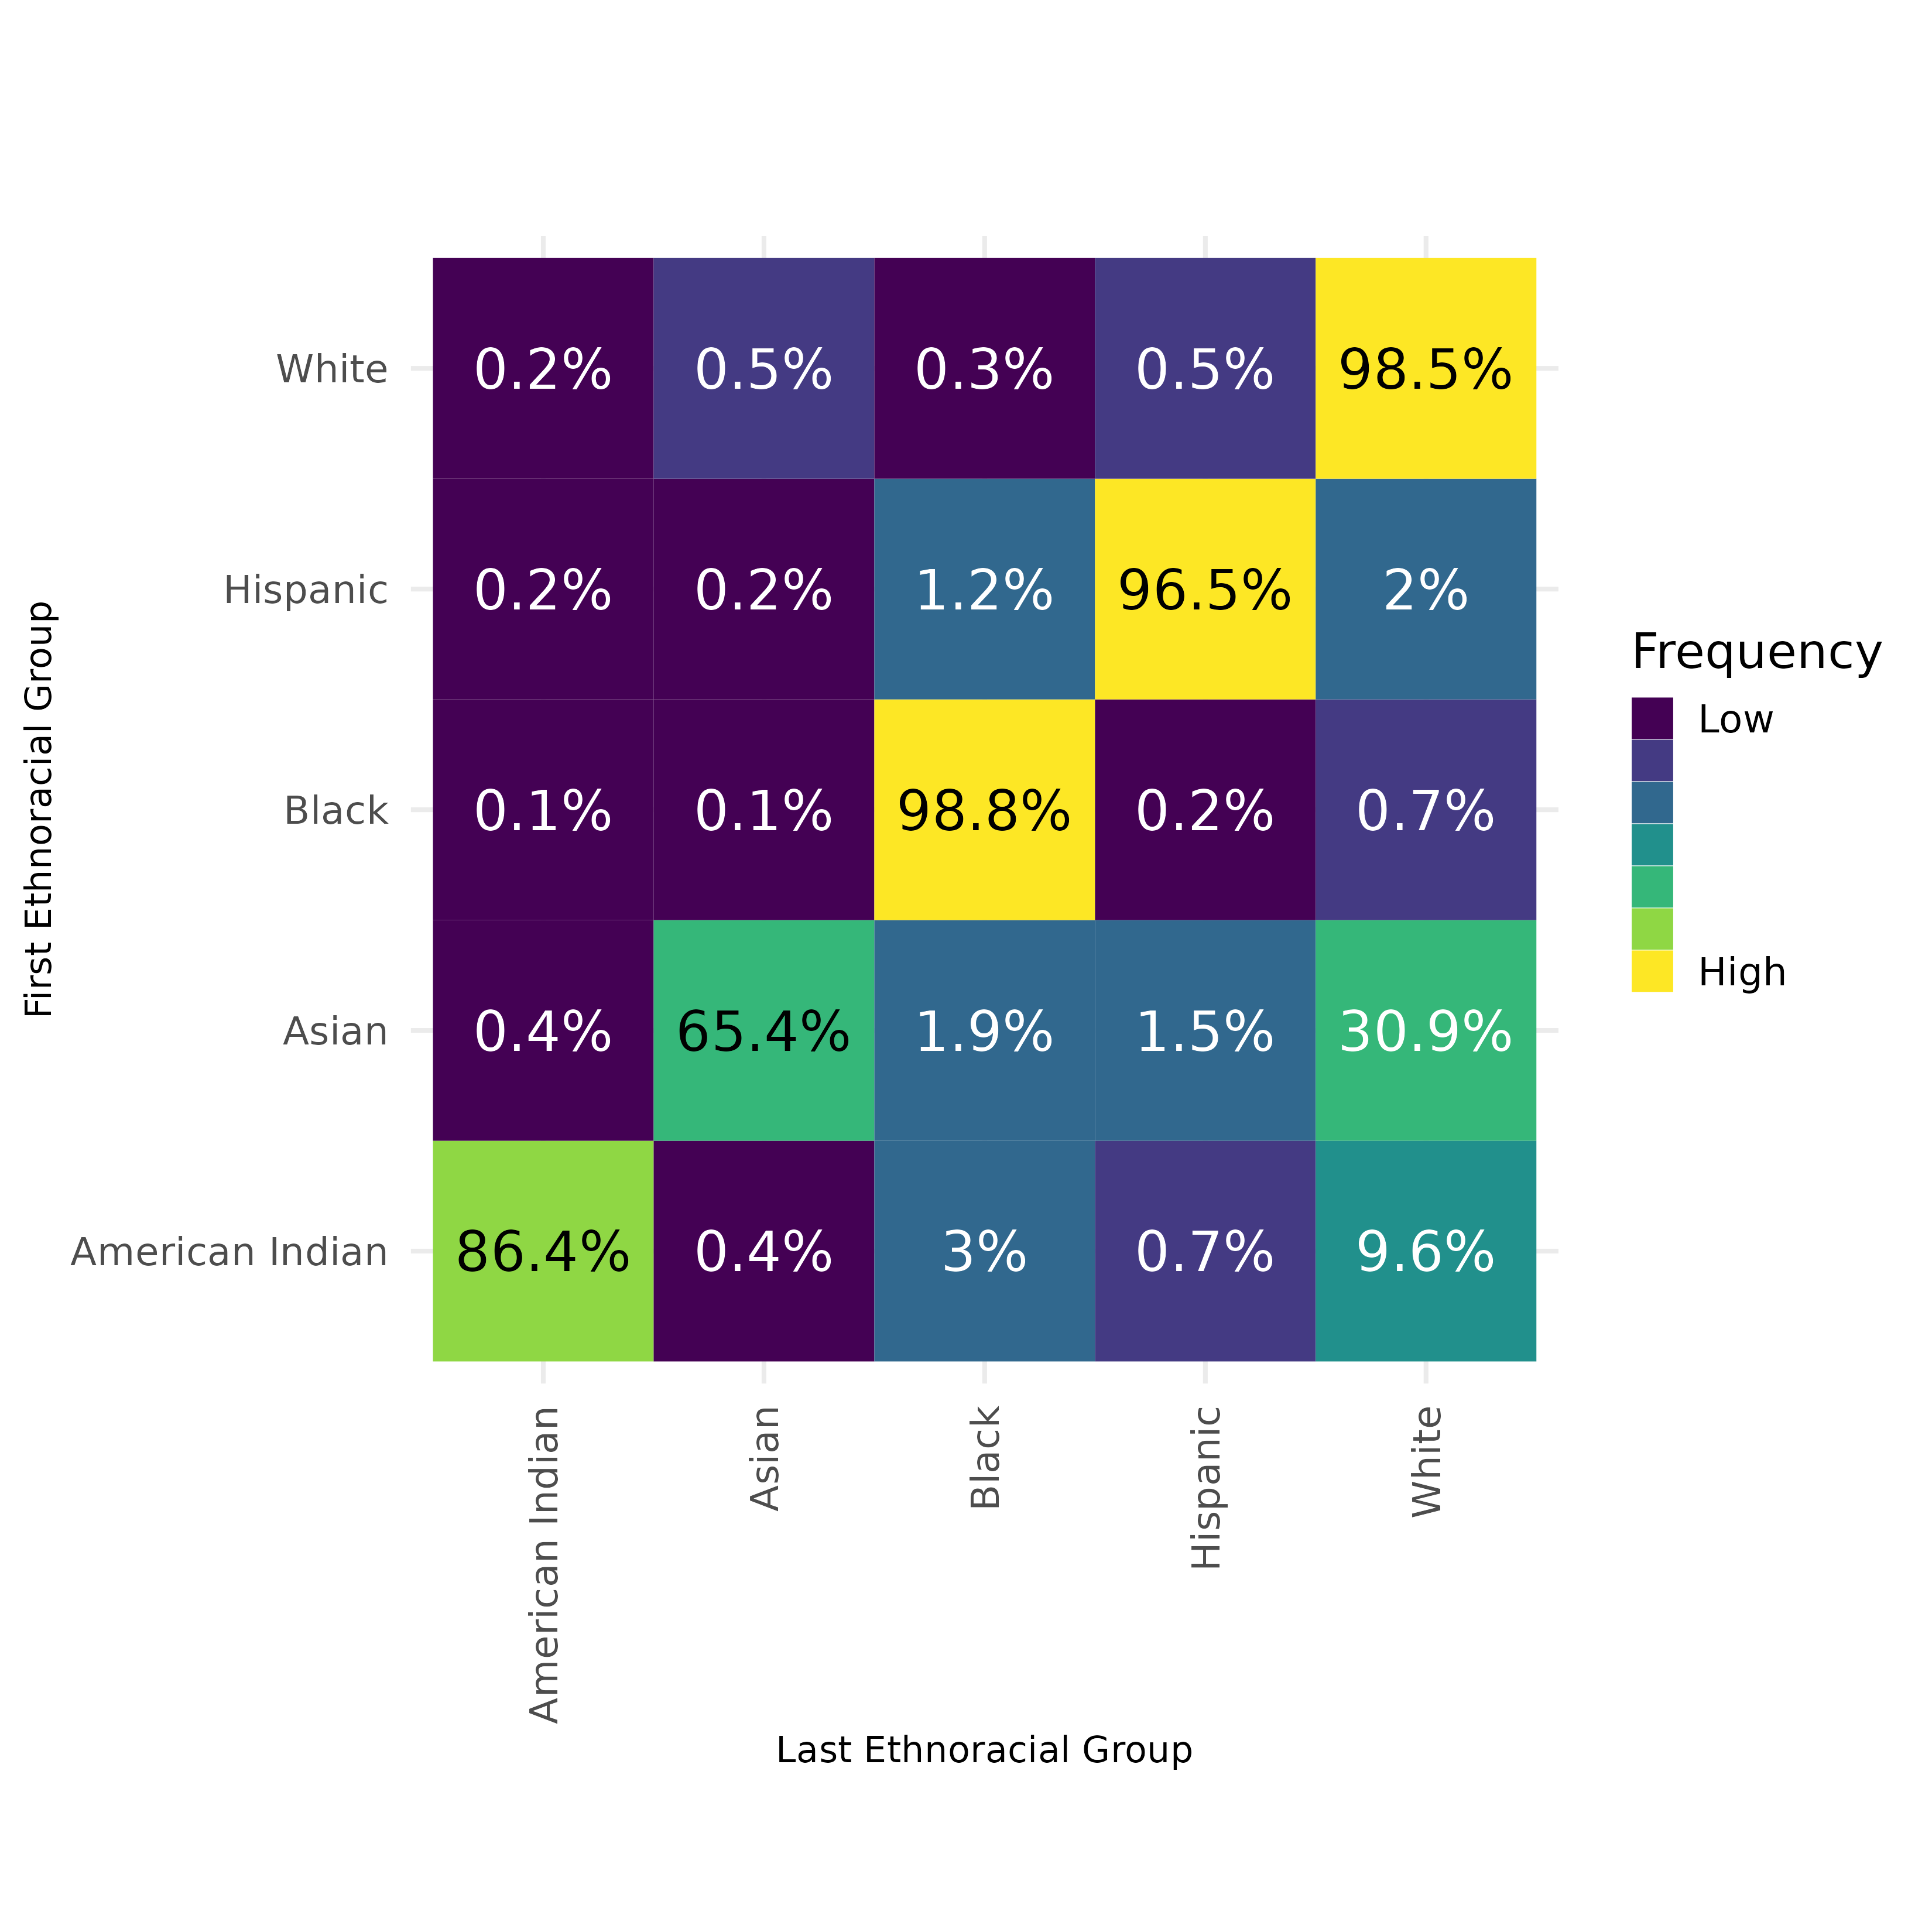 White 0.2% 0.5% 0.3% 0.5% 98.5%
Hispanic 0.2% 0.2% 1.2% 96.5% 2%
Black 0.1% 0.1% 98.8% 0.2% 0.7%
Asian 0.4% 65.4% 1.9% 1.5% 30.9%
American Indian 86.4% 0.4% 3% 0.7% 9.6%
First Ethnoracial Group
American Indian
Asian
Black
Hispanic
White
Last Ethnoracial Group
Frequency
Low
High